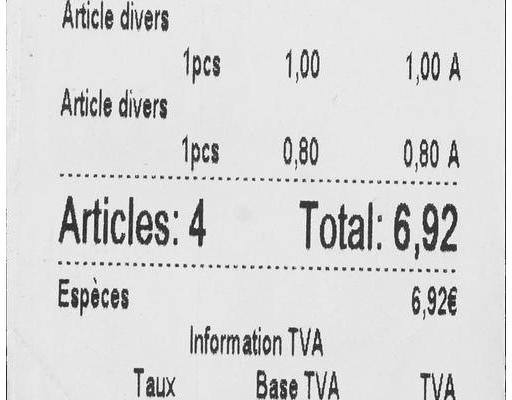 Article divers
1pcs 1,00 1,00 A
Article divers
1pcs 0,80 0,80 A
Articles: 4 Total: 6,92
Espèces 6,92€
Information TVA
Taux Base TVA TVA